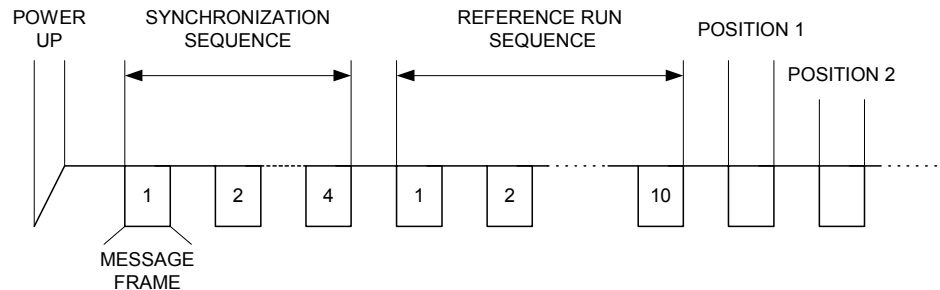 POWER
UP
SYNCHRONIZATION
SEQUENCE
REFERENCE RUN
SEQUENCE
POSITION 1
POSITION 2
1
2
4
1
2
10
MESSAGE
FRAME